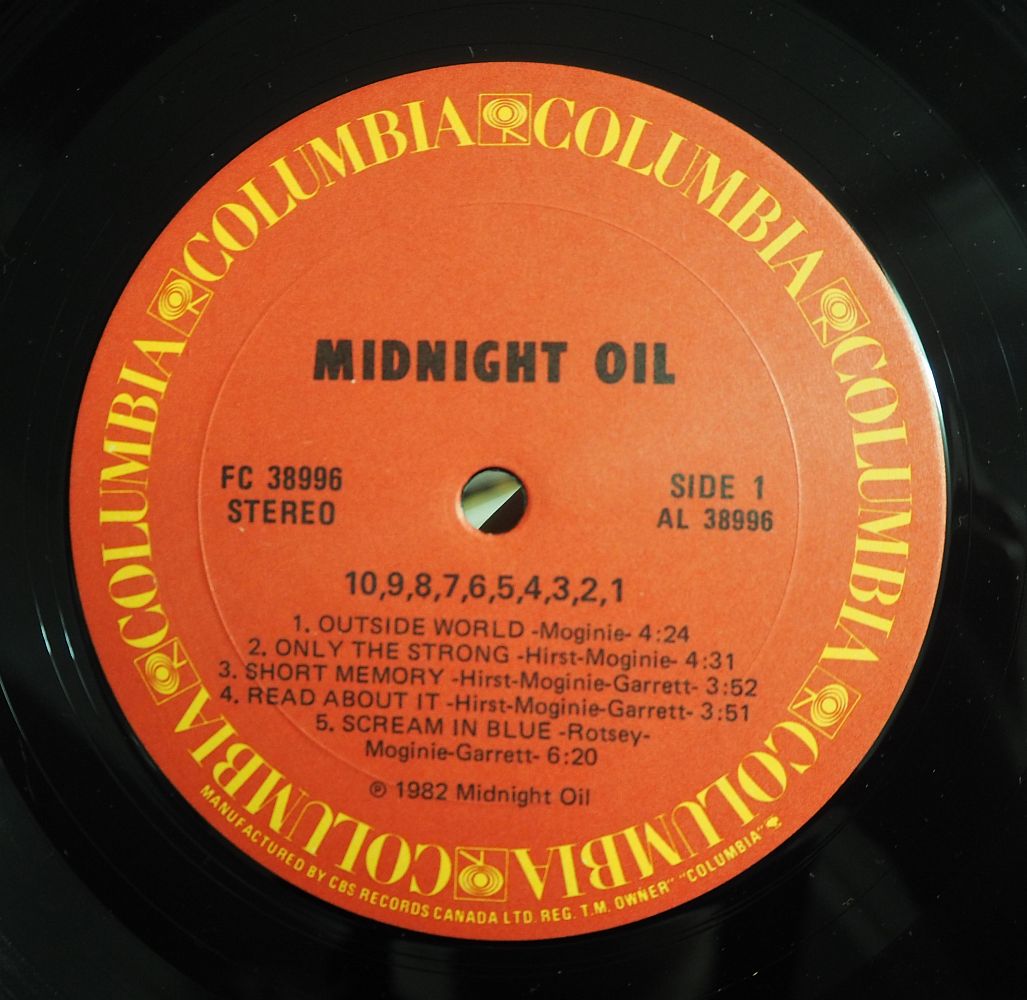 COLUMBIA COLUMBIA COLUMBIA COLUMBIA COLUMBIA COLUMBIA
MIDNIGHT OIL
FC 38996
STEREO
SIDE 1
AL 38996
10,9,8,7,6,5,4,3,2,1
1. OUTSIDE WORLD -Moginie- 4:24
2. ONLY THE STRONG -Hirst-Moginie- 4:31
3. SHORT MEMORY -Hirst-Moginie-Garrett- 3:52
4. READ ABOUT IT -Hirst-Moginie-Garrett- 3:51
5. SCREAM IN BLUE -Rotsey-
Moginie-Garrett- 6:20
℗ 1982 Midnight Oil
MANUFACTURED BY CBS RECORDS CANADA LTD. REG. T.M. OWNER" "COLUMBIA"